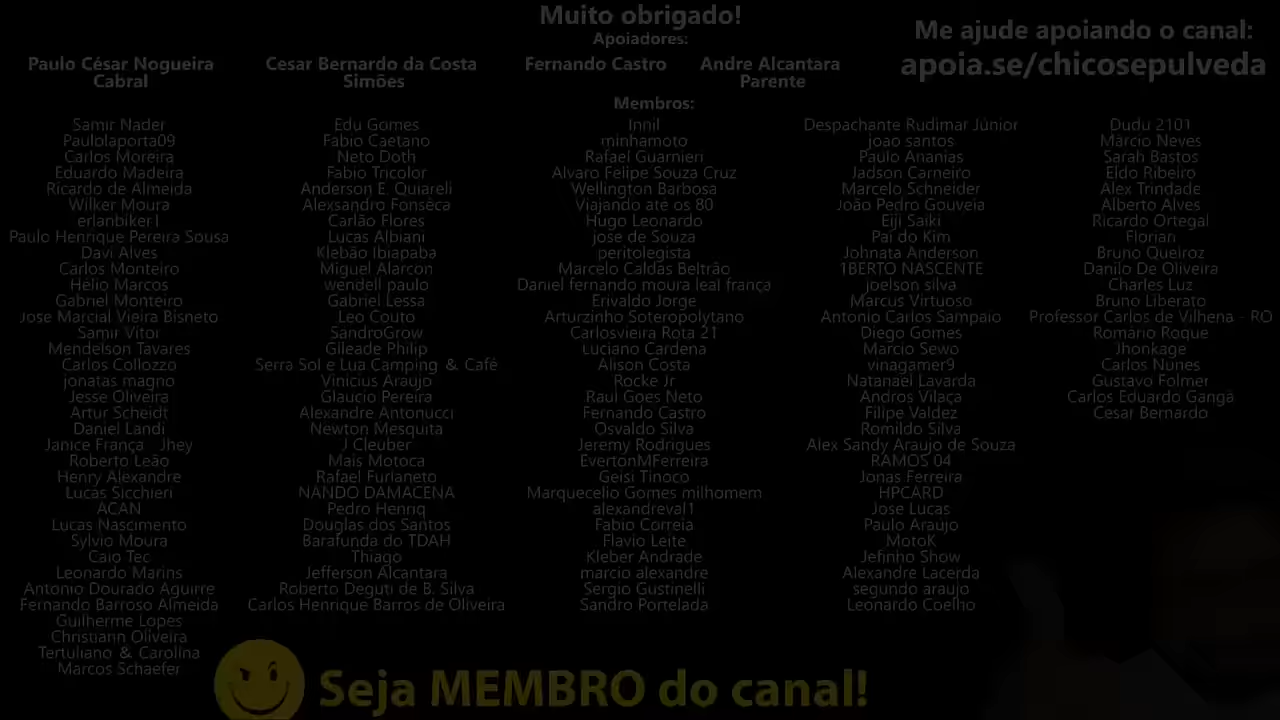 Muito obrigado!
Apoiadores:
Me ajude apoiando o canal:
apoia.se/chicosepulveda
Paulo César Nogueira
Cabral
Cesar Bernardo da Costa
Simões
Fernando Castro
Andre Alcantara
Parente
Membros:
Samir Nader
Paulolaporta09
Carlos Moreira
Eduardo Madeira
Ricardo de Almeida
Wilker Moura
erlanbiker1
Paulo Henrique Pereira Sousa
Davi Alves
Carlos Monteiro
Hélio Marcos
Gabriel Monteiro
Jose Marcial Vieira Bisneto
Samir Vitor
Mendelson Tavares
Carlos Collozzo
jonatas magno
Jesse Oliveira
Artur Scheidt
Daniel Landi
Janice França _Jhey
Roberto Leão
Henry Alexandre
Lucas Sicchieri
ACAN
Lucas Nascimento
Sylvio Moura
Caio Tec
Leonardo Marins
Antonio Dourado Aguirre
Fernando Barroso Almeida
Guilherme Lopes
Christiann Oliveira
Tertuliano & Carolina
Marcos Schaefer
Edu Gomes
Fabio Caetano
Neto Doth
Fabio Tricolor
Anderson E. Quiareli
Alexsandro Fonsêca
Carlão Flores
Lucas Albiani
Klebão Ibiapaba
Miguel Alarcon
wendell paulo
Gabriel Lessa
Leo Couto
SandroGrow
Gileade Philip
Serra Sol e Lua Camping & Café
Vinicius Araujo
Glaucio Pereira
Alexandre Antonucci
Newton Mesquita
J Cleuber
Mais Motoca
Rafael Furlaneto
NANDO DAMACENA
Pedro Henriq
Douglas dos Santos
Barafunda do TDAH
Thiago
Jefferson Alcantara
Roberto Deguti de B. Silva
Carlos Henrique Barros de Oliveira
Innil
minhamoto
Rafael Guarnieri
Alvaro Felipe Souza Cruz
Wellington Barbosa
Viajando até os 80
Hugo Leonardo
jose de Souza
peritolegista
Marcelo Caldas Beltrão
Daniel fernando moura leal frança
Erivaldo Jorge
Arturzinho Soteropolytano
Carlosvieira Rota 21
Luciano Cardena
Alison Costa
Rocke Jr
Raul Goes Neto
Fernando Castro
Osvaldo Silva
Jeremy Rodrigues
EvertonMFerreira
Geisi Tinoco
Marquecelio Gomes milhomem
alexandreval1
Fabio Correia
Flavio Leite
Kleber Andrade
marcio alexandre
Sergio Gustinelli
Sandro Portelada
Despachante Rudimar Júnior
joao santos
Paulo Ananias
Jadson Carneiro
Marcelo Schneider
João Pedro Gouveia
Eiji Saiki
Pai do Kim
Johnata Anderson
1BERTO NASCENTE
joelson silva
Marcus Virtuoso
Antonio Carlos Sampaio
Diego Gomes
Marcio Sewo
vinagamer9
Natanael Lavarda
Andros Vilaça
Filipe Valdez
Romildo Silva
Alex Sandy Araujo de Souza
RAMOS 04
Jonas Ferreira
HPCARD
Jose Lucas
Paulo Araujo
MotoK
Jefinho Show
Alexandre Lacerda
segundo araujo
Leonardo Coelho
Dudu 2101
Márcio Neves
Sarah Bastos
Eldo Ribeiro
Alex Trindade
Alberto Alves
Ricardo Ortegal
Florian
Bruno Queiroz
Danilo De Oliveira
Charles Luz
Bruno Liberato
Professor Carlos de Vilhena - RO
Romario Roque
Jhonkage
Carlos Nunes
Gustavo Folmer
Carlos Eduardo Gangá
Cesar Bernardo
Seja MEMBRO do canal!